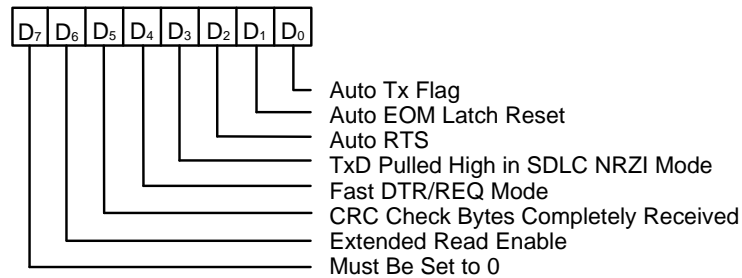 D₇ D₆ D₅ D₄ D₃ D₂ D₁ D₀
Auto Tx Flag
Auto EOM Latch Reset
Auto RTS
TxD Pulled High in SDLC NRZI Mode
Fast DTR/REQ Mode
CRC Check Bytes Completely Received
Extended Read Enable
Must Be Set to 0